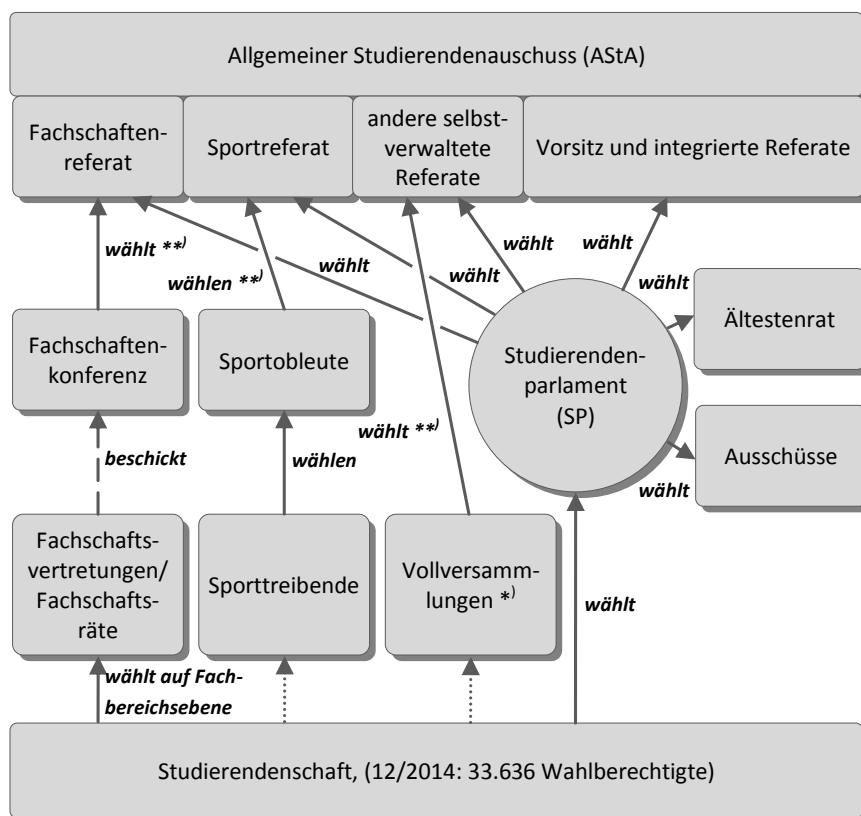 Allgemeiner Studierendenauschuss (AStA)
Fachschaften-
referat
Sportreferat
andere selbst-
verwaltete
Referate
Vorsitz und integrierte Referate
wählt **)
wählen **)
wählt
wählt
wählt
wählt
wählt
Fachschaften-
konferenz
Sportobleute
Studierenden-
parlament
(SP)
Ältestenrat
wählt **)
beschickt
wählen
Ausschüsse
wählt
Fachschafts-
vertretungen/
Fachschafts-
räte
Sporttreibende
Vollversamm-
lungen *)
wählt
wählt auf Fach-
bereichsebene
Studierendenschaft, (12/2014: 33.636 Wahlberechtigte)